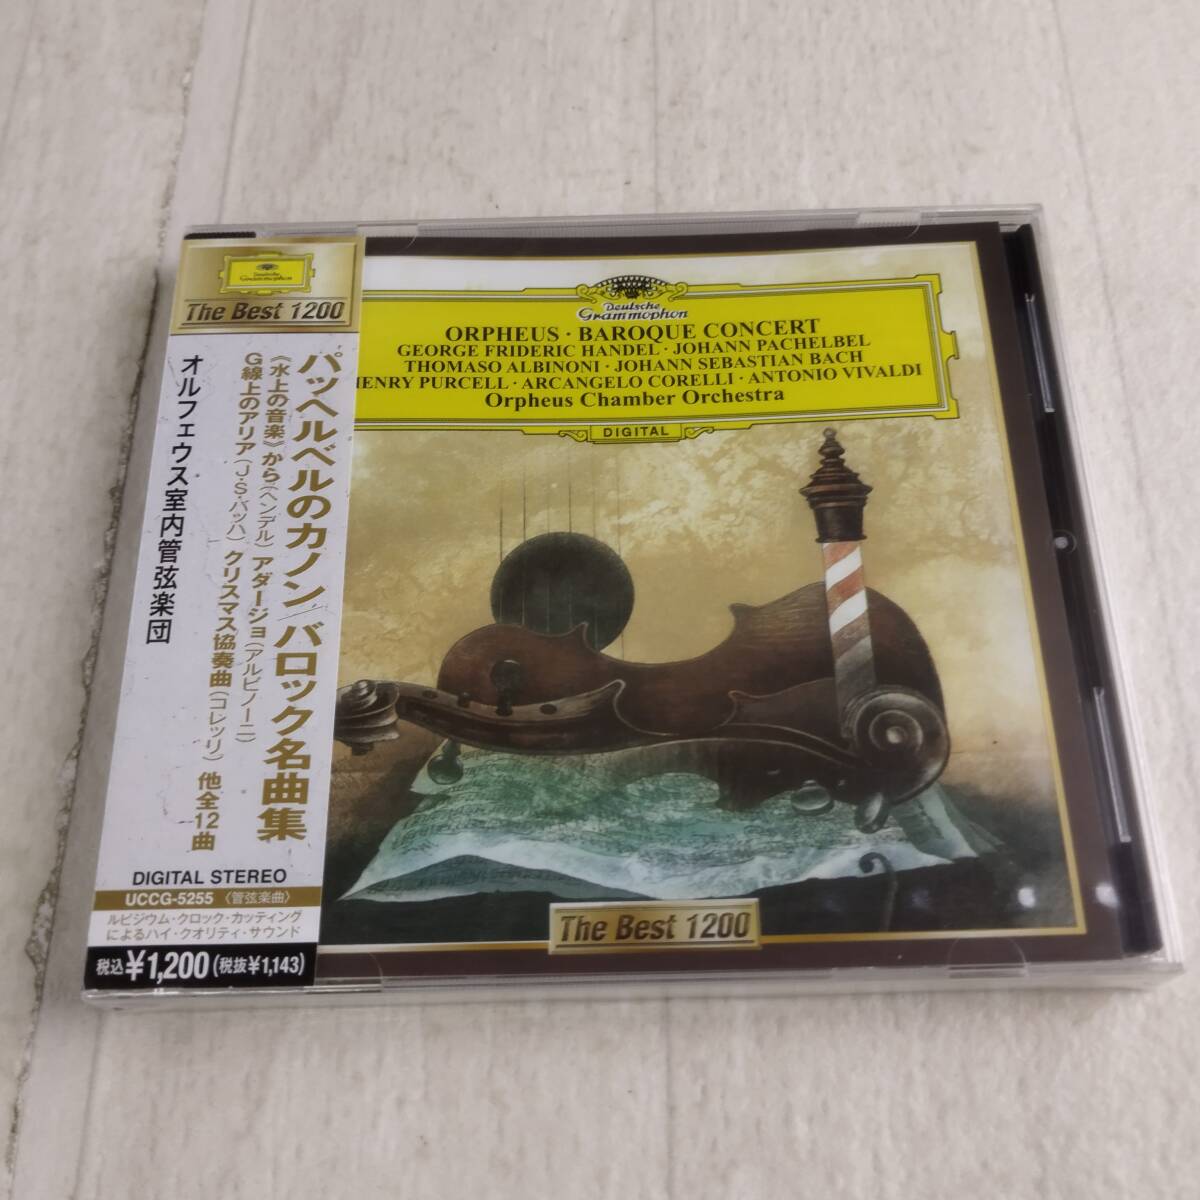 Deutsche
Grammophon
The Best 1200
パッヘルベルのカノン/バロック名曲集
《水上の音楽》から(ヘンデル) アダージョ(アルビノーニ)
G線上のアリア(J・S・バッハ) クリスマス協奏曲(コレッリ) 他全12曲
オルフェウス室内管弦楽団
DIGITAL STEREO
UCCG-5255 〈管弦楽曲〉
ルビジウム・クロック・カッティング
によるハイ・クオリティ・サウンド
税込¥1,200(税抜¥1,143)
Deutsche
Grammophon
ORPHEUS · BAROQUE CONCERT
GEORGE FRIDERIC HANDEL · JOHANN PACHELBEL
THOMASO ALBINONI · JOHANN SEBASTIAN BACH
HENRY PURCELL · ARCANGELO CORELLI · ANTONIO VIVALDI
Orpheus Chamber Orchestra
DIGITAL
The Best 1200